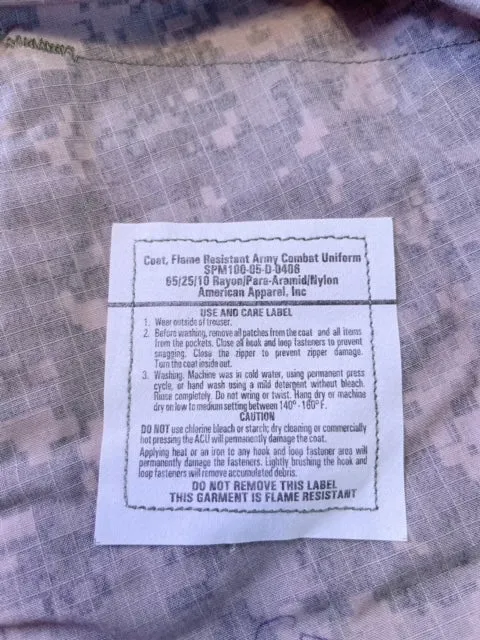 Coat, Flame Resistant Army Combat Uniform
SPM100-05-D-0406
65/25/10 Rayon/Para-Aramid/Nylon
American Apparel, Inc
USE AND CARE LABEL
1. Wear outside of trouser.
2. Before washing, remove all patches from the coat and all items
from the pockets. Close all hook and loop fasteners to prevent
snagging. Close the zipper to prevent zipper damage.
Turn the coat inside out.
3. Washing. Machine was in cold water, using permanent press
cycle, or hand wash using a mild detergent without bleach.
Rinse completely. Do not wring or twist. Hang dry or machine
dry on low to medium setting between 140° - 160° F.
CAUTION
DO NOT use chlorine bleach or starch; dry cleaning or commercially
hot pressing the ACU will permanently damage the coat.
Applying heat or an iron to any hook and loop fastener area will
permanently damage the fasteners. Lightly brushing the hook and
loop fasteners will remove accumulated debris.
DO NOT REMOVE THIS LABEL
THIS GARMENT IS FLAME RESISTANT